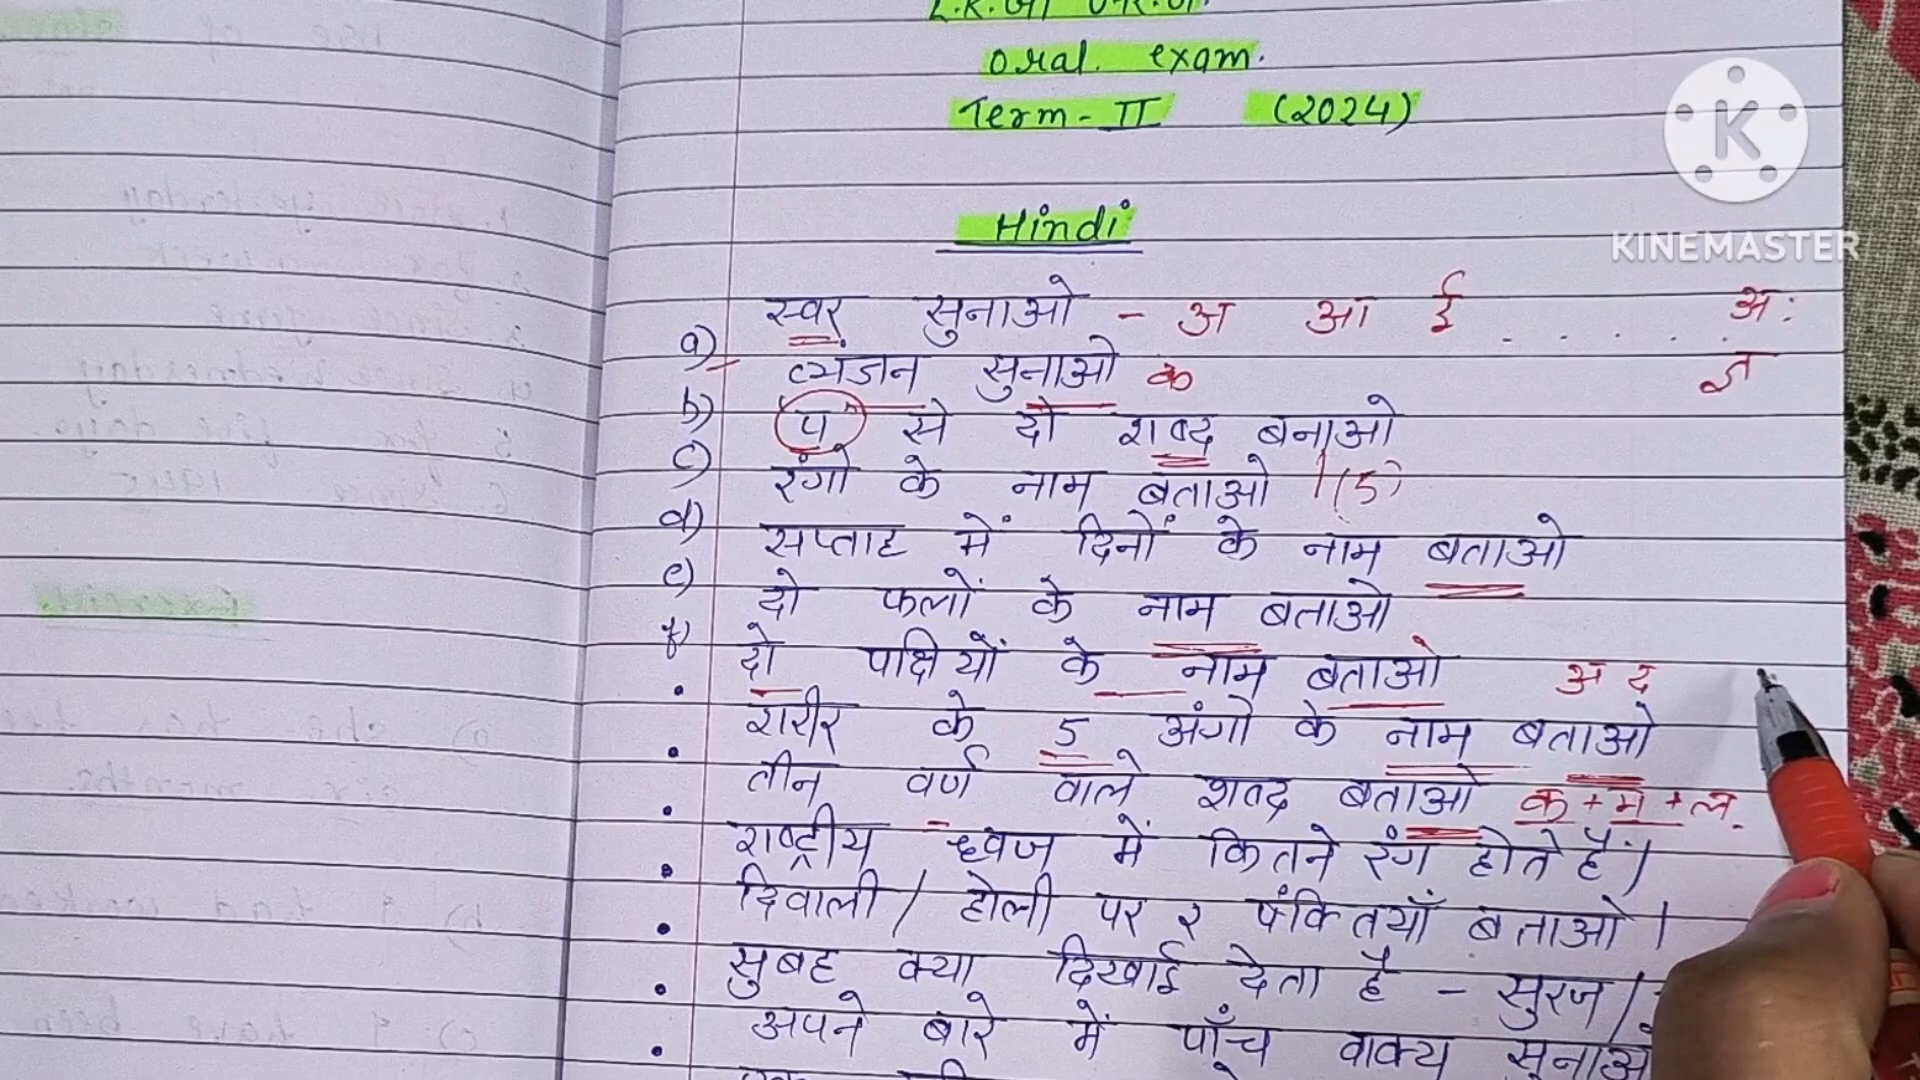 oral. exam.
Term - II (2024)
Hindi
KINEMASTER
स्वर सुनाओ - अ आ ई . . . . . अः
a) व्यंजन सुनाओ क ज्ञ
b) "प" से दो शब्द बनाओ
c) रंगो के नाम बताओ (5)
d) सप्ताह में दिनों के नाम बताओ
e) दो फलों के नाम बताओ
f) दो पक्षियों के नाम बताओ अ द
• शरीर के 5 अंगो के नाम बताओ
• तीन वर्ण वाले शब्द बताओ क + म + ल
• राष्ट्रीय ध्वज में कितने रंग होते हैं।
• दिवाली / होली पर २ पंक्तियाँ बताओ।
• सुबह क्या दिखाई देता है - सुरज /
• अपने बारे में पाँच वाक्य सुनाओ
•